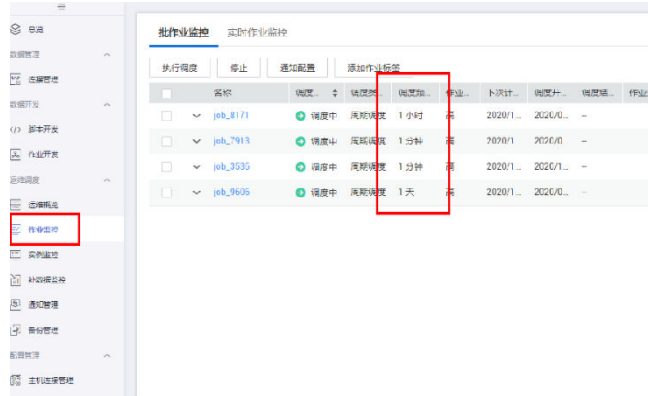 总览
数据管理
连接管理
数据开发
</> 脚本开发
作业开发
运维调度
运维概览
作业监控
实例监控
补数据监控
通知管理
备份管理
配置管理
主机连接管理
批作业监控 实时作业监控
执行调度 停止 通知配置 添加作业标签
名称 调度... 调度类... 调度频... 作业... 下次计... 调度开... 调度结... 作业
job_8171 调度中 周期调度 1 小时 高 2020/1... 2020/0... --
job_7913 调度中 周期调度 1 分钟 高 2020/1... 2020/0... --
job_3535 调度中 周期调度 1 分钟 高 2020/1... 2020/1... --
job_9606 调度中 周期调度 1 天 高 2020/1... 2020/0... --